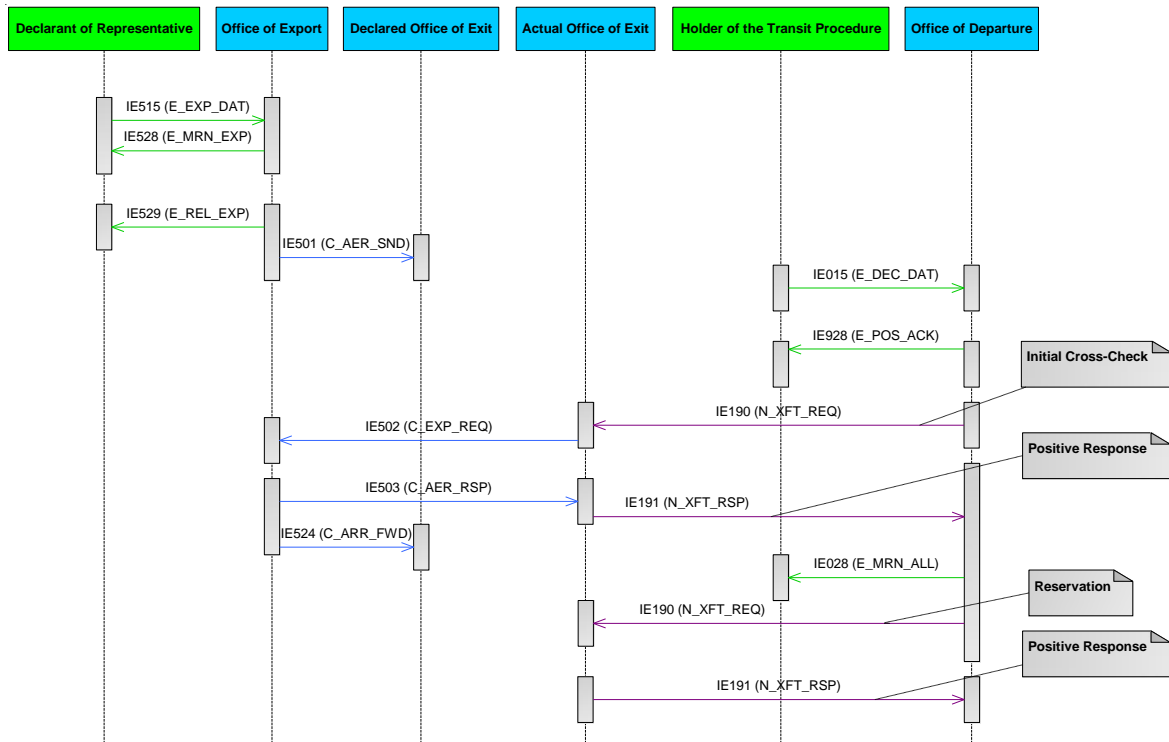 Declarant of Representative
Office of Export
Declared Office of Exit
Actual Office of Exit
Holder of the Transit Procedure
Office of Departure
IE515 (E_EXP_DAT)
IE528 (E_MRN_EXP)
IE529 (E_REL_EXP)
IE501 (C_AER_SND)
IE015 (E_DEC_DAT)
IE928 (E_POS_ACK)
Initial Cross-Check
IE190 (N_XFT_REQ)
IE502 (C_EXP_REQ)
Positive Response
IE503 (C_AER_RSP)
IE191 (N_XFT_RSP)
IE524 (C_ARR_FWD)
IE028 (E_MRN_ALL)
Reservation
IE190 (N_XFT_REQ)
Positive Response
IE191 (N_XFT_RSP)